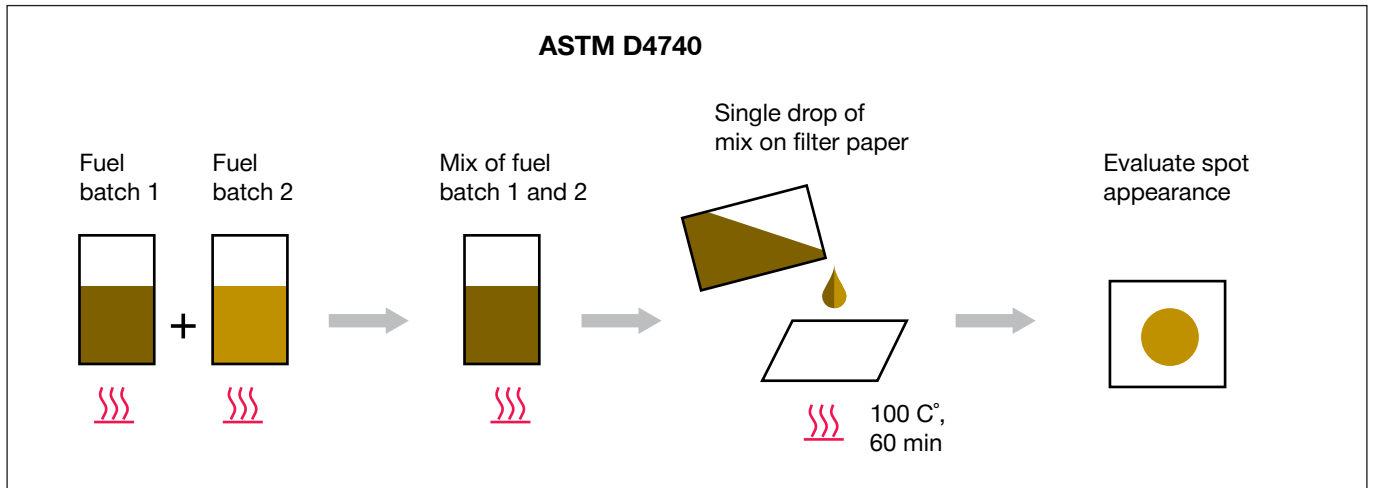 ASTM D4740
Fuel
batch 1
Fuel
batch 2
+
Mix of fuel
batch 1 and 2
Single drop of
mix on filter paper
100 C°,
60 min
Evaluate spot
appearance